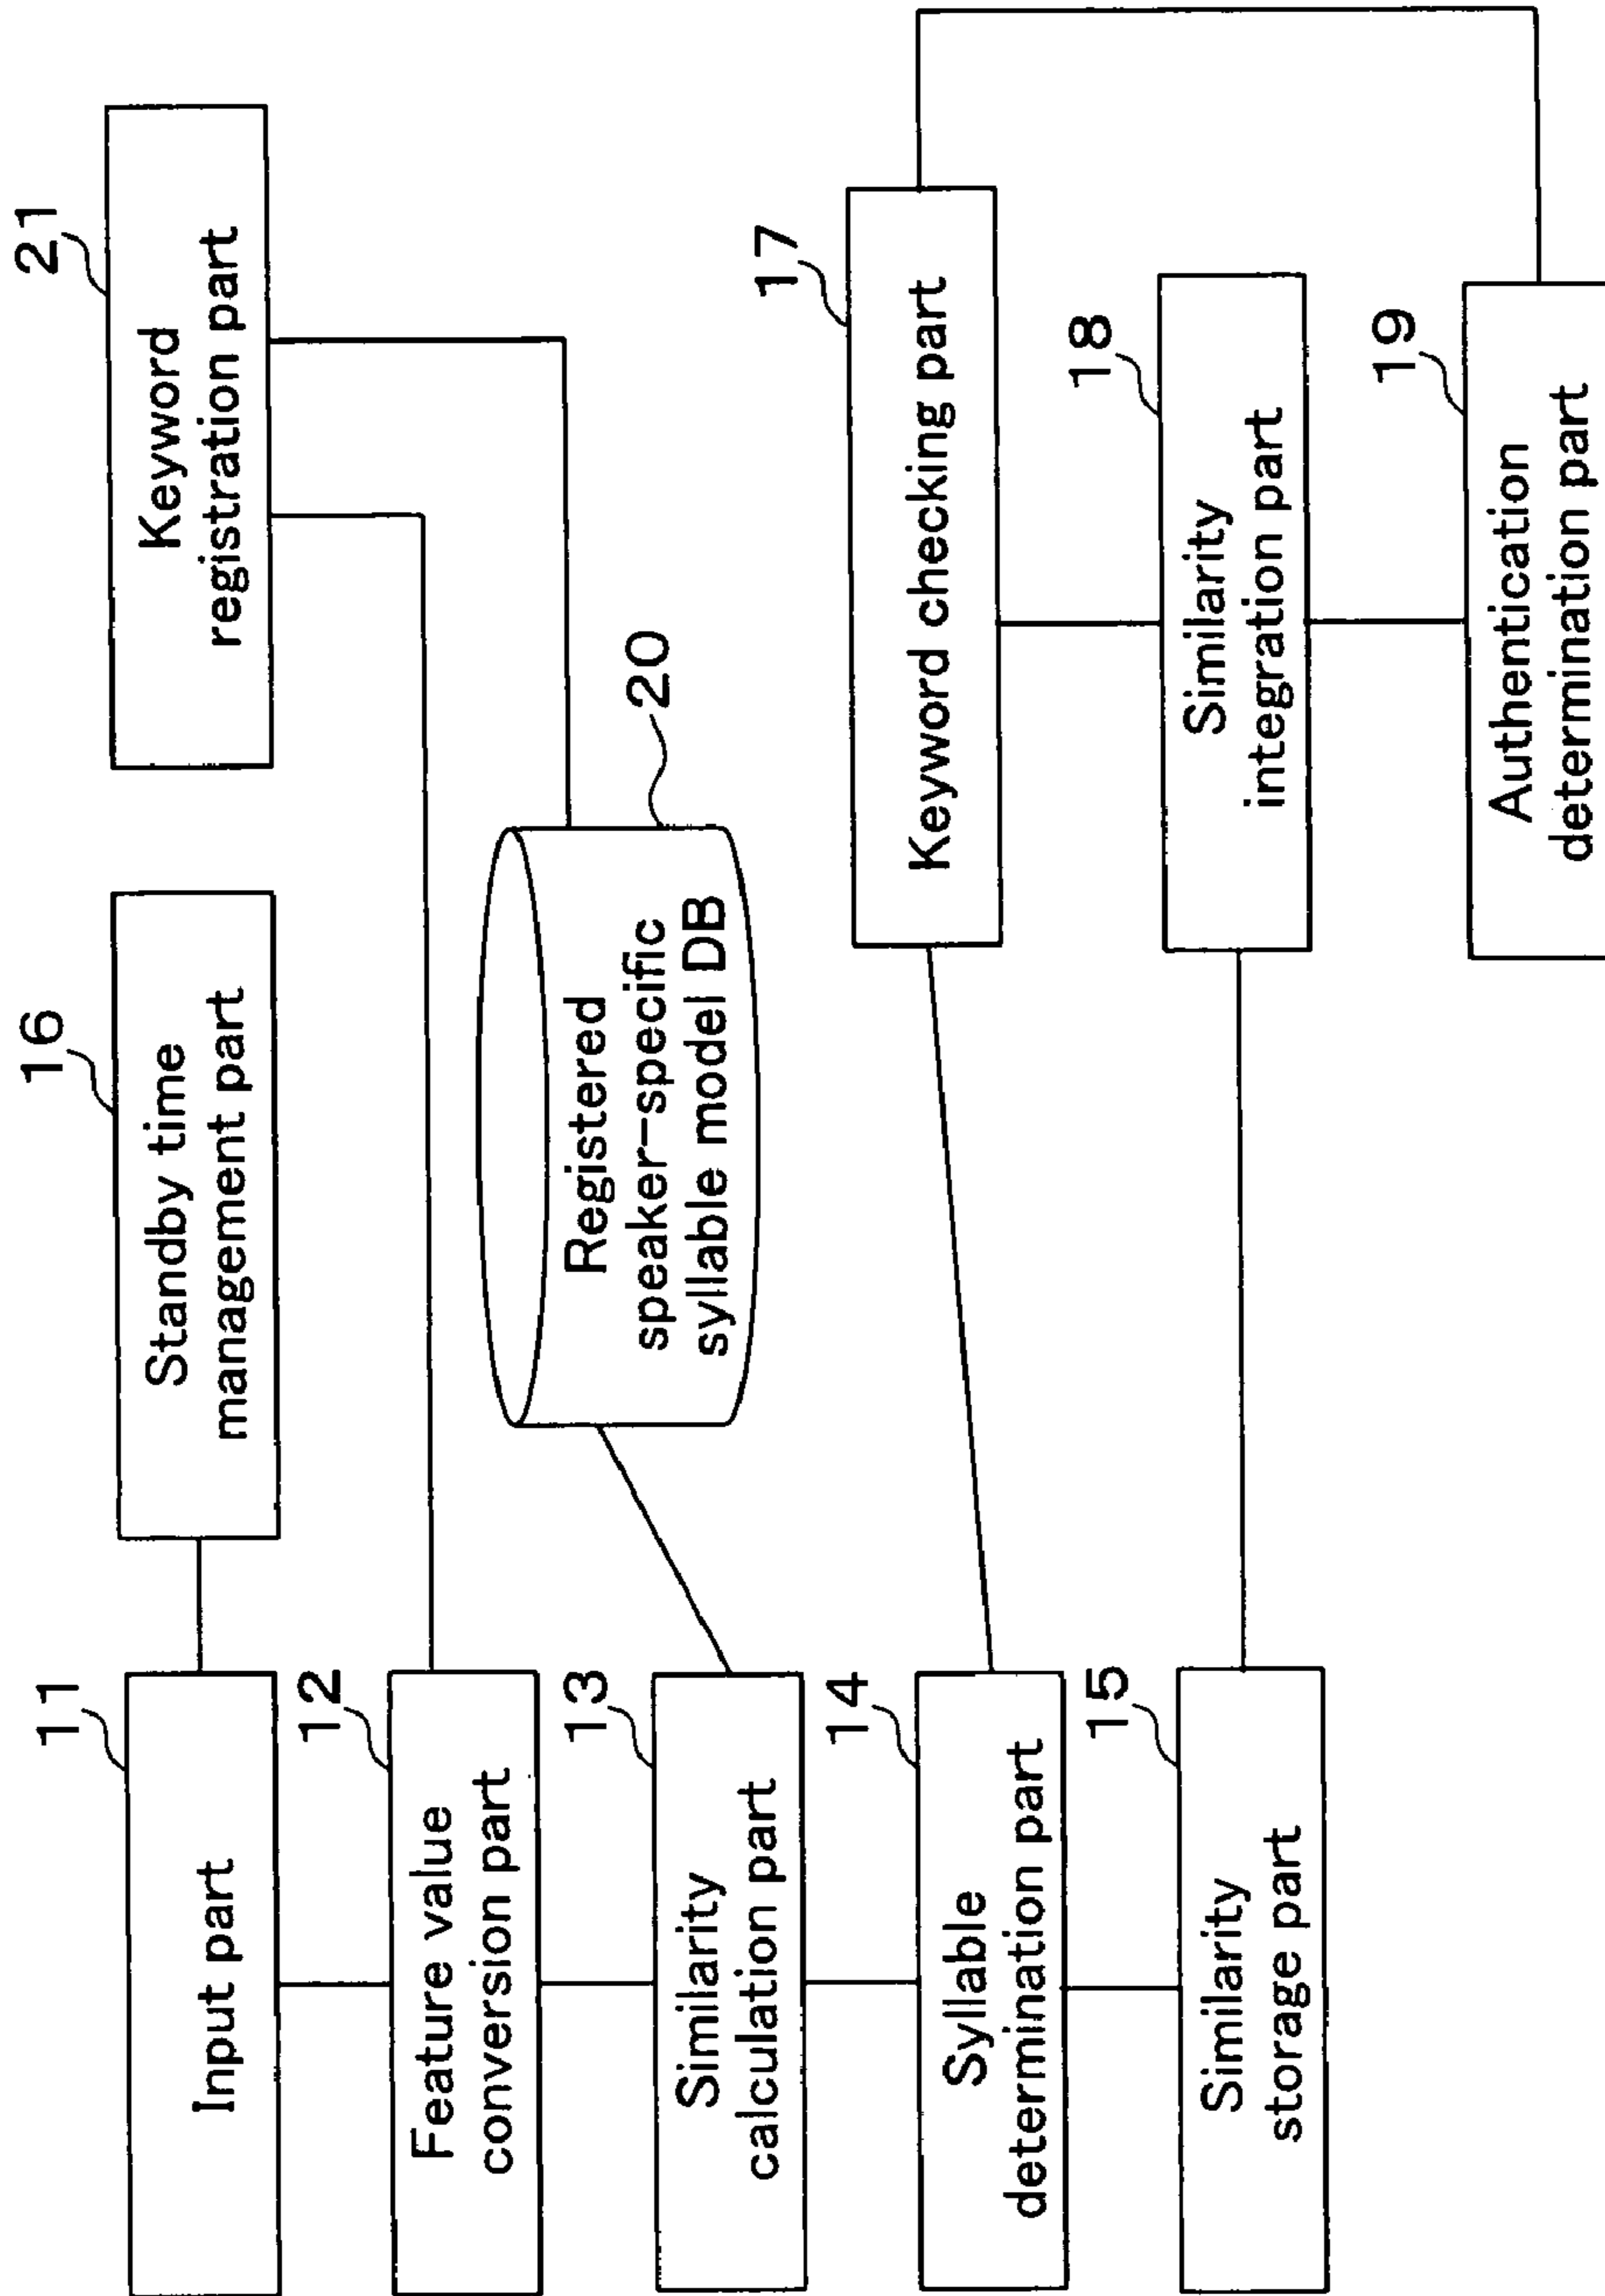 11
Input part
16
Standby time
management part
21
Keyword
registration part
12
Feature value
conversion part
20
Registered
speaker-specific
syllable model DB
13
Similarity
calculation part
14
Syllable
determination part
17
Keyword checking part
15
Similarity
storage part
18
Similarity
integration part
19
Authentication
determination part